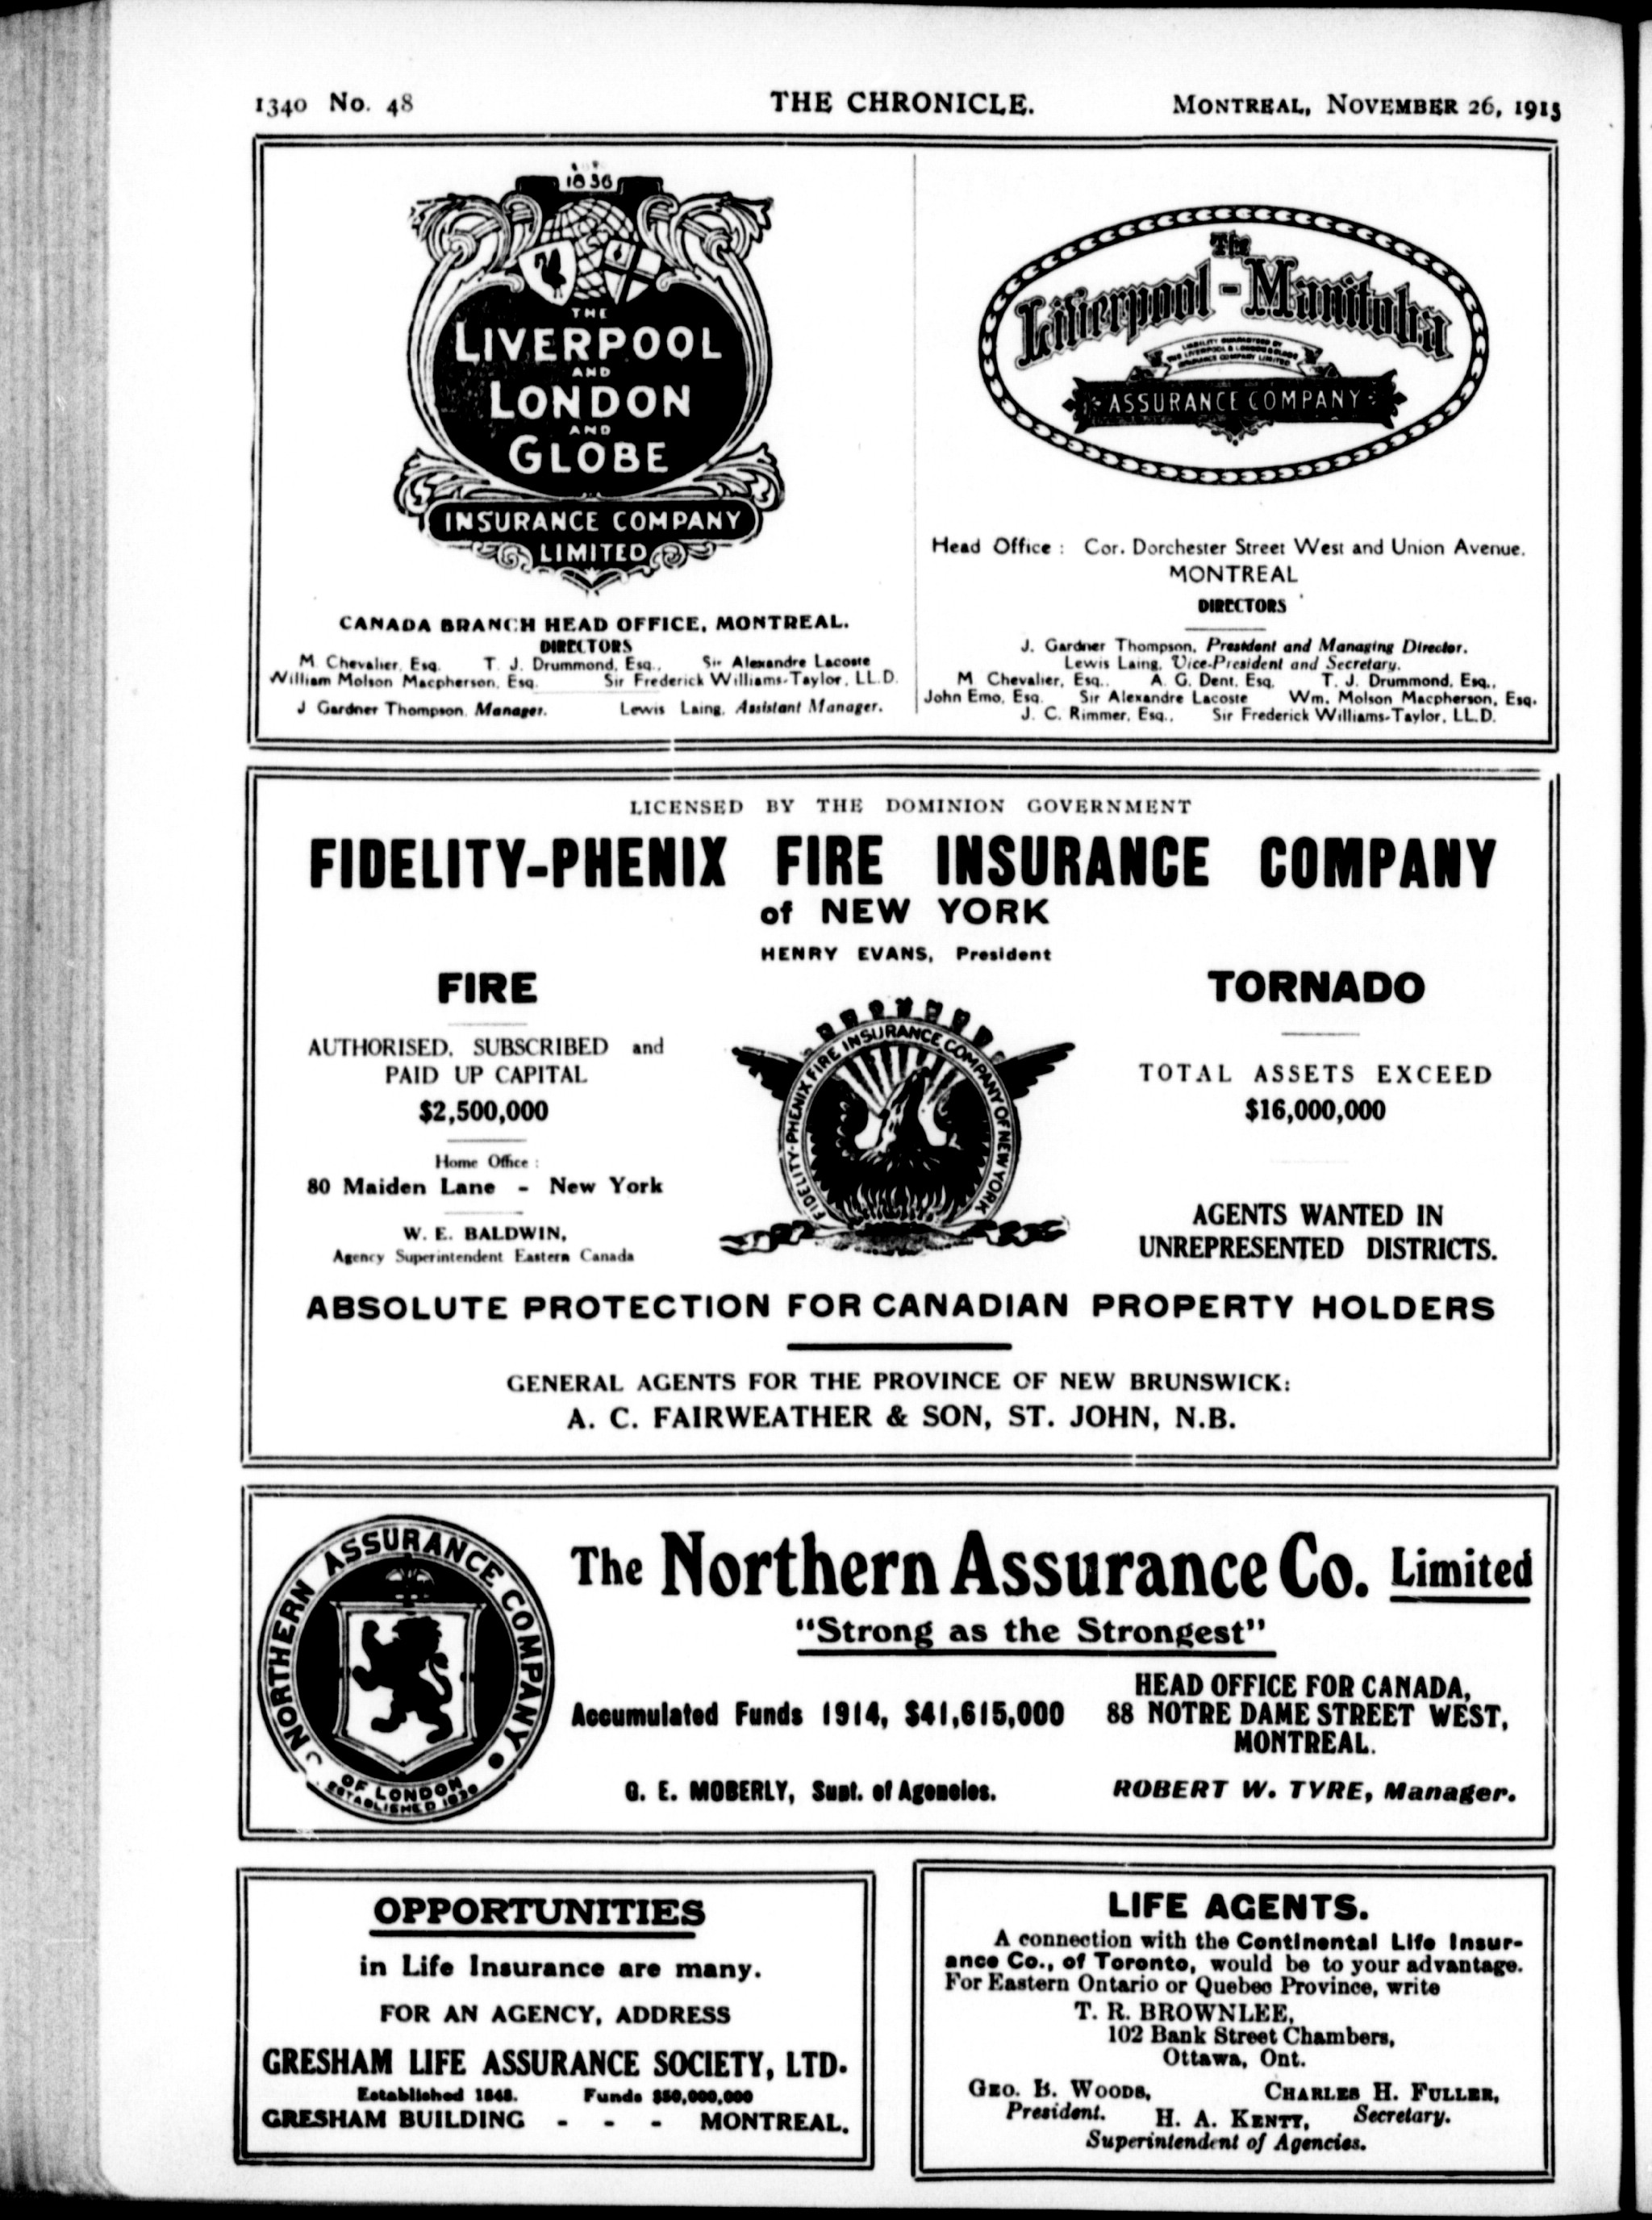 1340 No. 48 THE CHRONICLE. MONTREAL, NOVEMBER 26, 1915
1836
THE
LIVERPOOL
AND
LONDON
AND
GLOBE
INSURANCE COMPANY
LIMITED
CANADA BRANCH HEAD OFFICE, MONTREAL.
DIRECTORS
M. Chevalier, Esq. T. J. Drummond, Esq., Sir Alexandre Lacoste
William Molson Macpherson, Esq. Sir Frederick Williams-Taylor, LL.D.
J Gardner Thompson, Manager. Lewis Laing, Assistant Manager.
The
Liverpool-Manitoba
LIABILITY GUARANTEED BY
THE LIVERPOOL & LONDON & GLOBE
INSURANCE COMPANY LIMITED
ASSURANCE COMPANY
Head Office : Cor. Dorchester Street West and Union Avenue.
MONTREAL
DIRECTORS
J. Gardner Thompson, President and Managing Director.
Lewis Laing, Vice-President and Secretary.
M Chevalier, Esq.. A. G. Dent, Esq. T. J. Drummond, Esq.,
John Emo, Esq. Sir Alexandre Lacoste Wm. Molson Macpherson, Esq.
J. C. Rimmer, Esq., Sir Frederick Williams-Taylor, LL.D.
LICENSED BY THE DOMINION GOVERNMENT
FIDELITY-PHENIX FIRE INSURANCE COMPANY
of NEW YORK
HENRY EVANS, President
FIRE
AUTHORISED, SUBSCRIBED and
PAID UP CAPITAL
$2,500,000
Home Office :
80 Maiden Lane - New York
W. E. BALDWIN,
Agency Superintendent Eastern Canada
FIDELITY-PHENIX FIRE INSURANCE COMPANY OF NEW YORK
TORNADO
TOTAL ASSETS EXCEED
$16,000,000
AGENTS WANTED IN
UNREPRESENTED DISTRICTS.
ABSOLUTE PROTECTION FOR CANADIAN PROPERTY HOLDERS
GENERAL AGENTS FOR THE PROVINCE OF NEW BRUNSWICK:
A. C. FAIRWEATHER & SON, ST. JOHN, N.B.
NORTHERN ASSURANCE COMPANY
OF LONDON
ESTABLISHED 1836
The Northern Assurance Co. Limited
"Strong as the Strongest"
Accumulated Funds 1914, $41,615,000
HEAD OFFICE FOR CANADA,
88 NOTRE DAME STREET WEST,
MONTREAL.
G. E. MOBERLY, Supt. of Agencies. ROBERT W. TYRE, Manager.
OPPORTUNITIES
in Life Insurance are many.
FOR AN AGENCY, ADDRESS
GRESHAM LIFE ASSURANCE SOCIETY, LTD.
Established 1848. Funds $50,000,000
GRESHAM BUILDING - - - MONTREAL.
LIFE AGENTS.
A connection with the Continental Life Insur-
ance Co., of Toronto, would be to your advantage.
For Eastern Ontario or Quebec Province, write
T. R. BROWNLEE,
102 Bank Street Chambers,
Ottawa, Ont.
GEO. B. WOODS, CHARLES H. FULLER,
President. H. A. KENTY, Secretary.
Superintendent of Agencies.